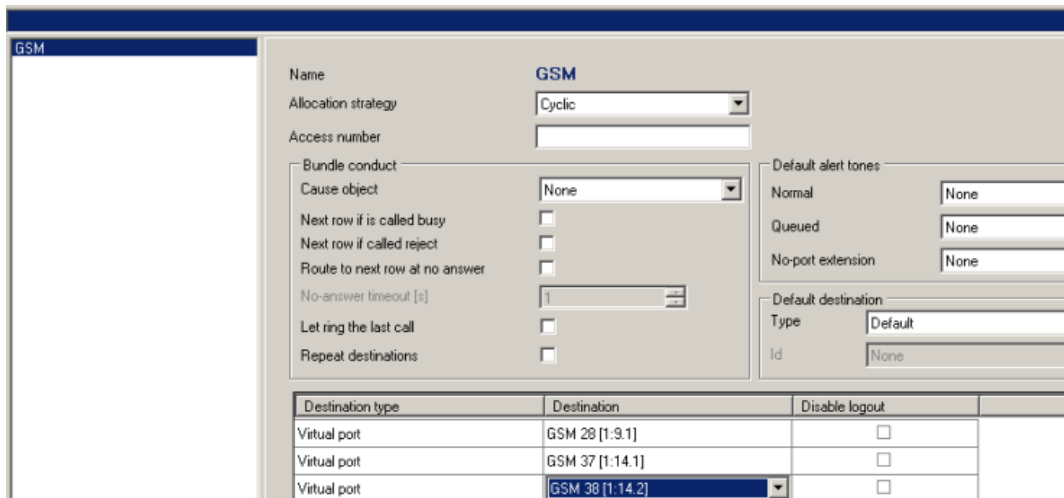 GSM
Name GSM
Allocation strategy Cyclic
Access number
Bundle conduct
Cause object None
Next row if is called busy
Next row if called reject
Route to next row at no answer
No-answer timeout [s] 1
Let ring the last call
Repeat destinations
Default alert tones
Normal None
Queued None
No-port extension None
Default destination
Type Default
Id None
Destination type Destination Disable logout
Virtual port GSM 28 [1:9.1]
Virtual port GSM 37 [1:14.1]
Virtual port GSM 38 [1:14.2]